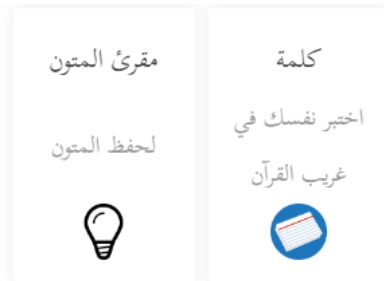 كلمة
اختبر نفسك في
غريب القرآن
مقرئ المتون
لحفظ المتون